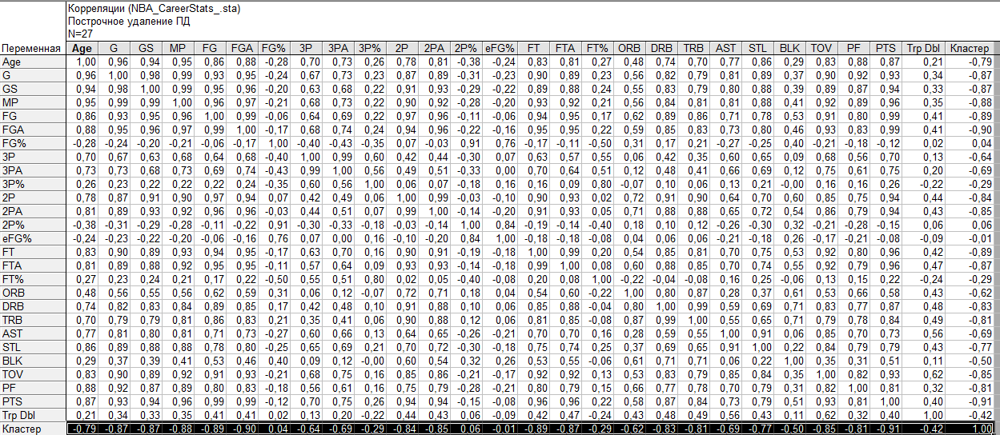 Корреляции (NBA_CareerStats_.sta)
Построчное удаление ПД
N=27
Переменная Age G GS MP FG FGA FG% 3P 3PA 3P% 2P 2PA 2P% eFG% FT FTA FT% ORB DRB TRB AST STL BLK TOV PF PTS Trp Dbl Кластер
Age 1,00 0,96 0,94 0,95 0,86 0,88 -0,28 0,70 0,73 0,26 0,78 0,81 -0,38 -0,24 0,83 0,81 0,27 0,48 0,74 0,70 0,77 0,86 0,29 0,83 0,88 0,87 0,21 -0,79
G 0,96 1,00 0,98 0,99 0,93 0,95 -0,24 0,67 0,73 0,23 0,87 0,89 -0,31 -0,23 0,90 0,89 0,23 0,56 0,82 0,79 0,81 0,89 0,37 0,90 0,92 0,93 0,34 -0,87
GS 0,94 0,98 1,00 0,99 0,95 0,96 -0,20 0,63 0,68 0,22 0,91 0,93 -0,29 -0,22 0,89 0,88 0,24 0,55 0,83 0,79 0,80 0,88 0,39 0,89 0,87 0,94 0,33 -0,87
MP 0,95 0,99 0,99 1,00 0,96 0,97 -0,21 0,68 0,73 0,22 0,90 0,92 -0,28 -0,20 0,93 0,92 0,21 0,56 0,84 0,81 0,81 0,88 0,41 0,92 0,89 0,96 0,35 -0,88
FG 0,86 0,93 0,95 0,96 1,00 0,99 -0,06 0,64 0,69 0,22 0,97 0,96 -0,11 -0,06 0,94 0,95 0,17 0,62 0,89 0,86 0,71 0,78 0,53 0,91 0,80 0,99 0,41 -0,89
FGA 0,88 0,95 0,96 0,97 0,99 1,00 -0,17 0,68 0,74 0,24 0,94 0,96 -0,22 -0,16 0,95 0,95 0,22 0,59 0,85 0,83 0,73 0,80 0,46 0,93 0,83 0,99 0,41 -0,90
FG% -0,28 -0,24 -0,20 -0,21 -0,06 -0,17 1,00 -0,40 -0,43 -0,35 0,07 -0,03 0,91 0,76 -0,17 -0,11 -0,50 0,31 0,17 0,21 -0,27 -0,25 0,40 -0,21 -0,18 -0,12 0,02 0,04
3P 0,70 0,67 0,63 0,68 0,64 0,68 -0,40 1,00 0,99 0,60 0,42 0,44 -0,30 0,07 0,63 0,57 0,55 0,06 0,42 0,35 0,60 0,65 0,09 0,68 0,56 0,70 0,13 -0,64
3PA 0,73 0,73 0,68 0,73 0,69 0,74 -0,43 0,99 1,00 0,56 0,49 0,51 -0,33 0,00 0,70 0,64 0,51 0,12 0,48 0,41 0,66 0,69 0,12 0,75 0,61 0,75 0,20 -0,69
3P% 0,26 0,23 0,22 0,22 0,22 0,24 -0,35 0,60 0,56 1,00 0,06 0,07 -0,18 0,16 0,16 0,09 0,80 -0,07 0,10 0,06 0,13 0,21 -0,00 0,16 0,16 0,26 -0,22 -0,29
2P 0,78 0,87 0,91 0,90 0,97 0,94 0,07 0,42 0,49 0,06 1,00 0,99 -0,03 -0,10 0,90 0,93 0,02 0,72 0,91 0,90 0,64 0,70 0,60 0,85 0,75 0,94 0,44 -0,84
2PA 0,81 0,89 0,93 0,92 0,96 0,96 -0,03 0,44 0,51 0,07 0,99 1,00 -0,14 -0,20 0,91 0,93 0,05 0,71 0,88 0,88 0,65 0,72 0,54 0,86 0,79 0,94 0,43 -0,85
2P% -0,38 -0,31 -0,29 -0,28 -0,11 -0,22 0,91 -0,30 -0,33 -0,18 -0,03 -0,14 1,00 0,84 -0,19 -0,14 -0,40 0,18 0,10 0,12 -0,26 -0,30 0,32 -0,21 -0,28 -0,15 0,06 0,06
eFG% -0,24 -0,23 -0,22 -0,20 -0,06 -0,16 0,76 0,07 0,00 0,16 -0,10 -0,20 0,84 1,00 -0,18 -0,18 -0,08 0,04 0,06 0,06 -0,21 -0,18 0,26 -0,17 -0,21 -0,08 -0,09 -0,01
FT 0,83 0,90 0,89 0,93 0,94 0,95 -0,17 0,63 0,70 0,16 0,90 0,91 -0,19 -0,18 1,00 0,99 0,20 0,54 0,85 0,81 0,70 0,75 0,53 0,92 0,80 0,96 0,42 -0,89
FTA 0,81 0,89 0,88 0,92 0,95 0,95 -0,11 0,57 0,64 0,09 0,93 0,93 -0,14 -0,18 0,99 1,00 0,08 0,60 0,88 0,85 0,70 0,74 0,55 0,92 0,79 0,96 0,47 -0,87
FT% 0,27 0,23 0,24 0,21 0,17 0,22 -0,50 0,55 0,51 0,80 0,02 0,05 -0,40 -0,08 0,20 0,08 1,00 -0,22 -0,04 -0,08 0,16 0,25 -0,06 0,13 0,15 0,22 -0,24 -0,29
ORB 0,48 0,56 0,55 0,56 0,62 0,59 0,31 0,06 0,12 -0,07 0,72 0,71 0,18 0,04 0,54 0,60 -0,22 1,00 0,80 0,87 0,28 0,37 0,61 0,53 0,66 0,58 0,43 -0,62
DRB 0,74 0,82 0,83 0,84 0,89 0,85 0,17 0,42 0,48 0,10 0,91 0,88 0,10 0,06 0,85 0,88 -0,04 0,80 1,00 0,99 0,59 0,69 0,71 0,83 0,77 0,87 0,48 -0,83
TRB 0,70 0,79 0,79 0,81 0,86 0,83 0,21 0,35 0,41 0,06 0,90 0,88 0,12 0,06 0,81 0,85 -0,08 0,87 0,99 1,00 0,55 0,65 0,71 0,79 0,78 0,84 0,49 -0,81
AST 0,77 0,81 0,80 0,81 0,71 0,73 -0,27 0,60 0,66 0,13 0,64 0,65 -0,26 -0,21 0,70 0,70 0,16 0,28 0,59 0,55 1,00 0,91 0,06 0,85 0,70 0,73 0,56 -0,69
STL 0,86 0,89 0,88 0,88 0,78 0,80 -0,25 0,65 0,69 0,21 0,70 0,72 -0,30 -0,18 0,75 0,74 0,25 0,37 0,69 0,65 0,91 1,00 0,22 0,84 0,79 0,79 0,43 -0,77
BLK 0,29 0,37 0,39 0,41 0,53 0,46 0,40 0,09 0,12 -0,00 0,60 0,54 0,32 0,26 0,53 0,55 -0,06 0,61 0,71 0,71 0,06 0,22 1,00 0,35 0,31 0,51 0,11 -0,50
TOV 0,83 0,90 0,89 0,92 0,91 0,93 -0,21 0,68 0,75 0,16 0,85 0,86 -0,21 -0,17 0,92 0,92 0,13 0,53 0,83 0,79 0,85 0,84 0,35 1,00 0,82 0,93 0,62 -0,85
PF 0,88 0,92 0,87 0,89 0,80 0,83 -0,18 0,56 0,61 0,16 0,75 0,79 -0,28 -0,21 0,80 0,79 0,15 0,66 0,77 0,78 0,70 0,79 0,31 0,82 1,00 0,81 0,32 -0,81
PTS 0,87 0,93 0,94 0,96 0,99 0,99 -0,12 0,70 0,75 0,26 0,94 0,94 -0,15 -0,08 0,96 0,96 0,22 0,58 0,87 0,84 0,73 0,79 0,51 0,93 0,81 1,00 0,40 -0,91
Trp Dbl 0,21 0,34 0,33 0,35 0,41 0,41 0,02 0,13 0,20 -0,22 0,44 0,43 0,06 -0,09 0,42 0,47 -0,24 0,43 0,48 0,49 0,56 0,43 0,11 0,62 0,32 0,40 1,00 -0,42
Кластер -0,79 -0,87 -0,87 -0,88 -0,89 -0,90 0,04 -0,64 -0,69 -0,29 -0,84 -0,85 0,06 -0,01 -0,89 -0,87 -0,29 -0,62 -0,83 -0,81 -0,69 -0,77 -0,50 -0,85 -0,81 -0,91 -0,42 1,00